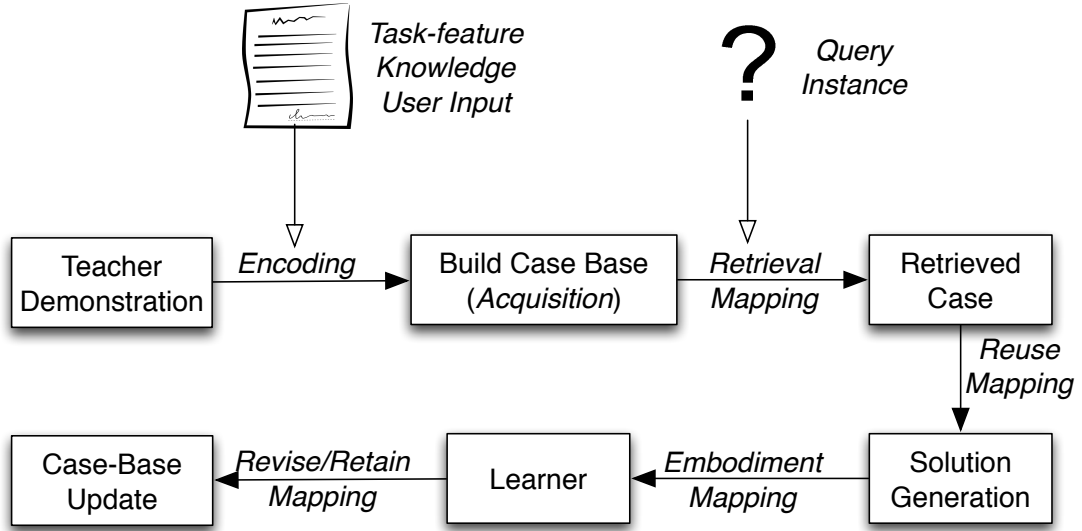 Task-feature
Knowledge
User Input
?
Query
Instance
Teacher
Demonstration
Encoding
Build Case Base
(Acquisition)
Retrieval
Mapping
Retrieved
Case
Reuse
Mapping
Case-Base
Update
Revise/Retain
Mapping
Learner
Embodiment
Mapping
Solution
Generation